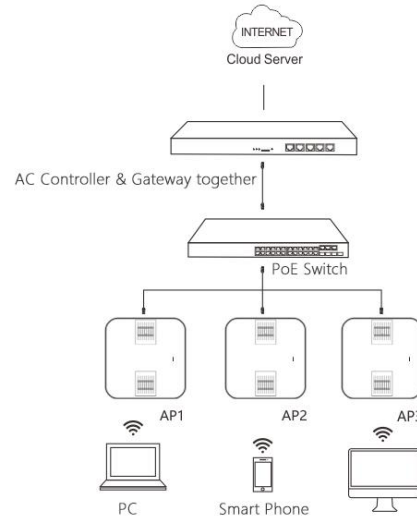 INTERNET
Cloud Server
AC Controller & Gateway together
PoE Switch
AP1
AP2
PC
Smart Phone